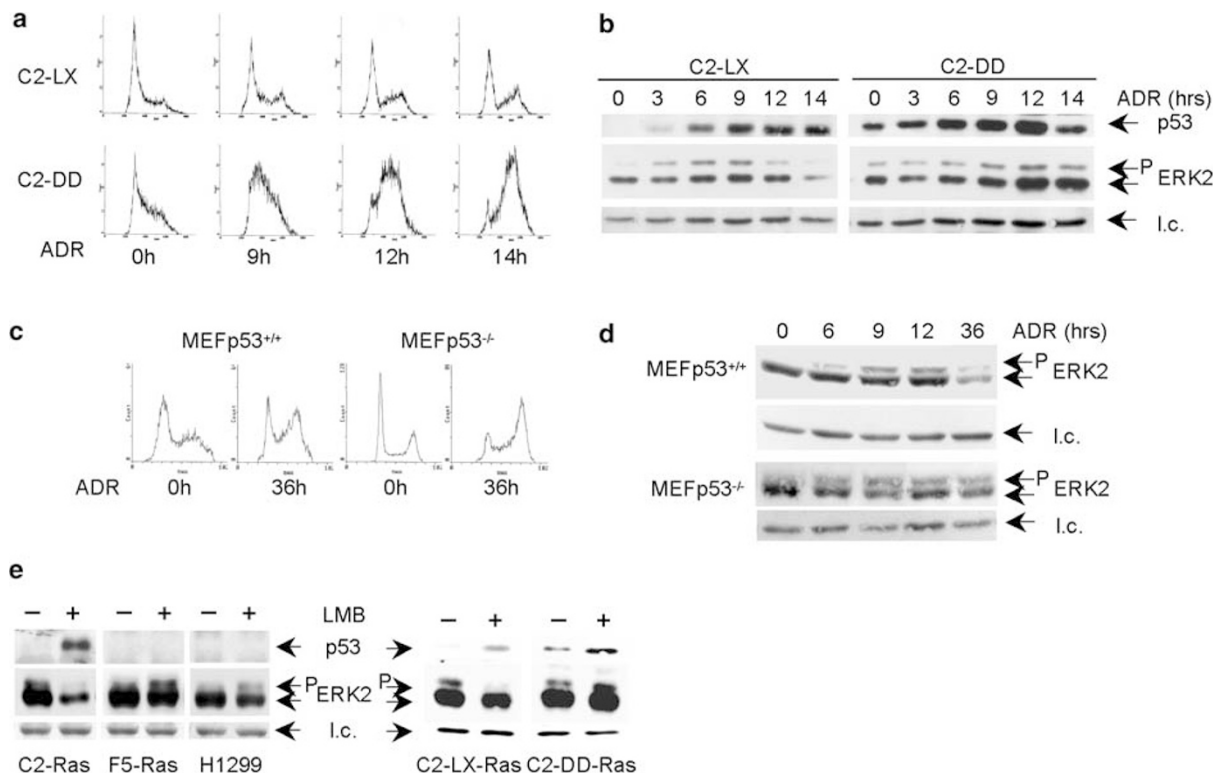 a
C2-LX
C2-DD
ADR
0h 9h 12h 14h
b
C2-LX C2-DD
0 3 6 9 12 14 0 3 6 9 12 14 ADR (hrs)
p53
P
ERK2
l.c.
c
MEFp53+/+ MEFp53-/-
ADR 0h 36h 0h 36h
d
0 6 9 12 36 ADR (hrs)
MEFp53+/+
P
ERK2
l.c.
MEFp53-/-
P
ERK2
l.c.
e
– + – + – + LMB – + – +
p53
P ERK2 P
l.c.
C2-Ras F5-Ras H1299 C2-LX-Ras C2-DD-Ras